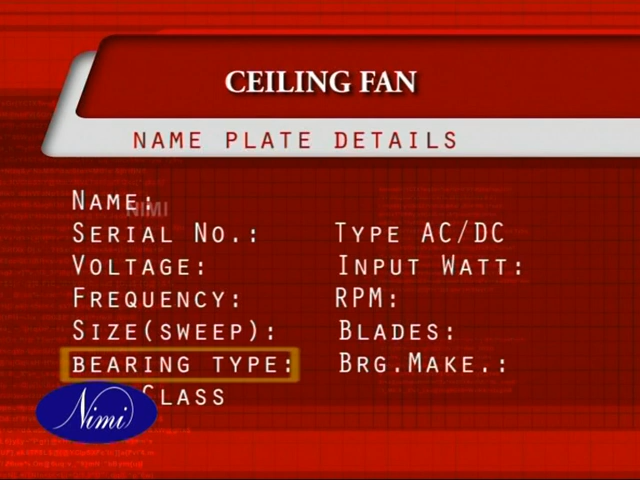 CEILING FAN
NAME PLATE DETAILS
NAME:
NIMI
SERIAL NO.: TYPE AC/DC
VOLTAGE: INPUT WATT:
FREQUENCY: RPM:
SIZE(SWEEP): BLADES:
BEARING TYPE: BRG.MAKE.:
CLASS
Nimi